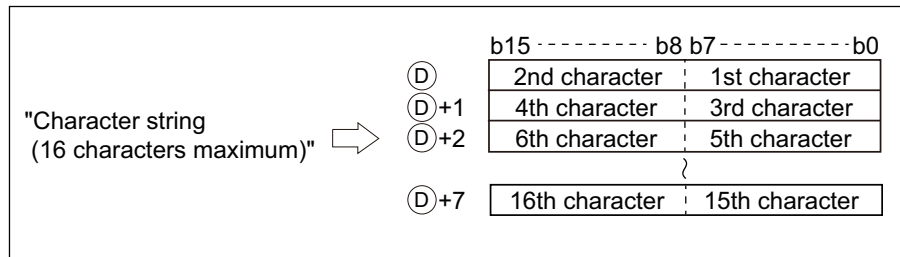 b15 b8 b7 b0
D 2nd character 1st character
D+1 4th character 3rd character
"Character string
(16 characters maximum)"
D+2 6th character 5th character
D+7 16th character 15th character